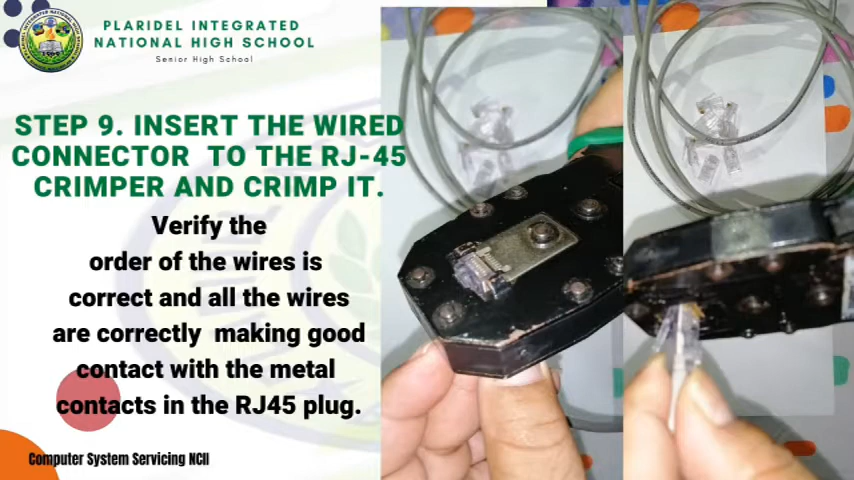 PLARIDEL INTEGRATED
NATIONAL HIGH SCHOOL
Senior High School
STEP 9. INSERT THE WIRED
CONNECTOR TO THE RJ-45
CRIMPER AND CRIMP IT.
Verify the
order of the wires is
correct and all the wires
are correctly making good
contact with the metal
contacts in the RJ45 plug.
Computer System Servicing NCII